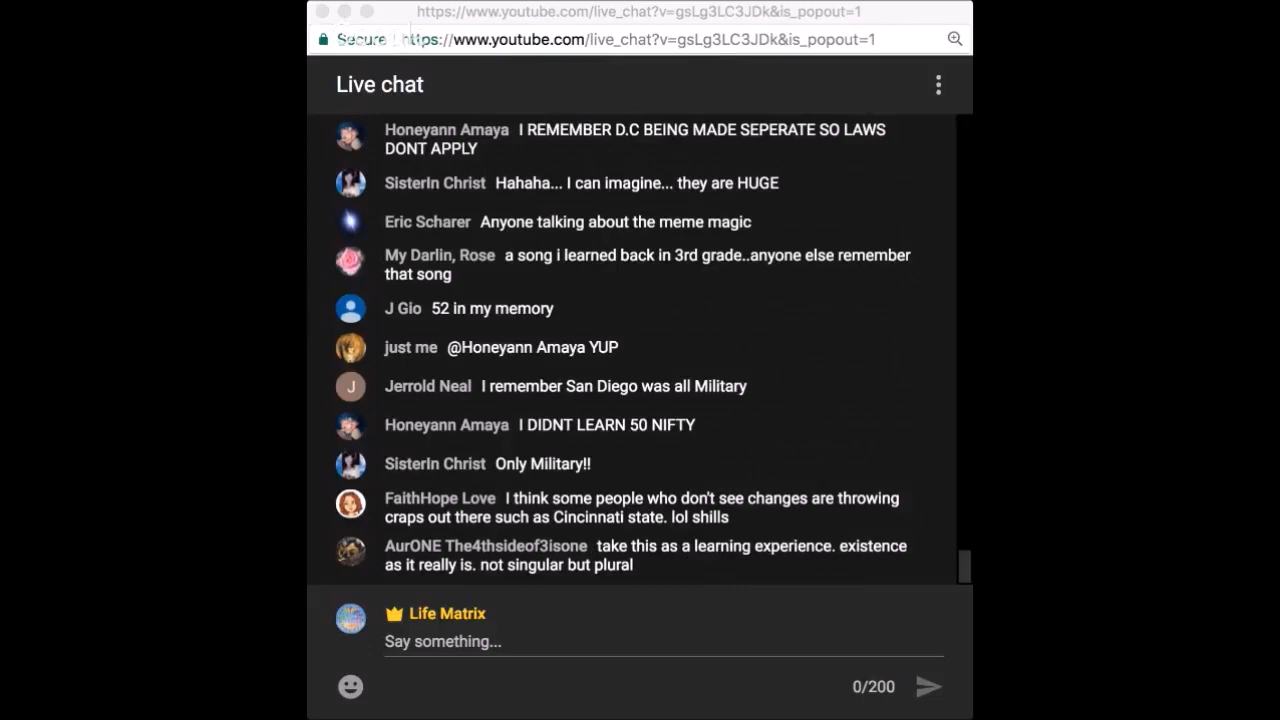 https://www.youtube.com/live_chat?v=gsLg3LC3JDk&is_popout=1
Secure https://www.youtube.com/live_chat?v=gsLg3LC3JDk&is_popout=1
Live chat
Honeyann Amaya I REMEMBER D.C BEING MADE SEPERATE SO LAWS
DONT APPLY
SisterIn Christ Hahaha... I can imagine... they are HUGE
Eric Scharer Anyone talking about the meme magic
My Darlin, Rose a song i learned back in 3rd grade..anyone else remember
that song
J Gio 52 in my memory
just me @Honeyann Amaya YUP
J Jerrold Neal I remember San Diego was all Military
Honeyann Amaya I DIDNT LEARN 50 NIFTY
SisterIn Christ Only Military!!
FaithHope Love I think some people who don't see changes are throwing
craps out there such as Cincinnati state. lol shills
AurONE The4thsideof3isone take this as a learning experience. existence
as it really is. not singular but plural
Life Matrix
Say something...
0/200